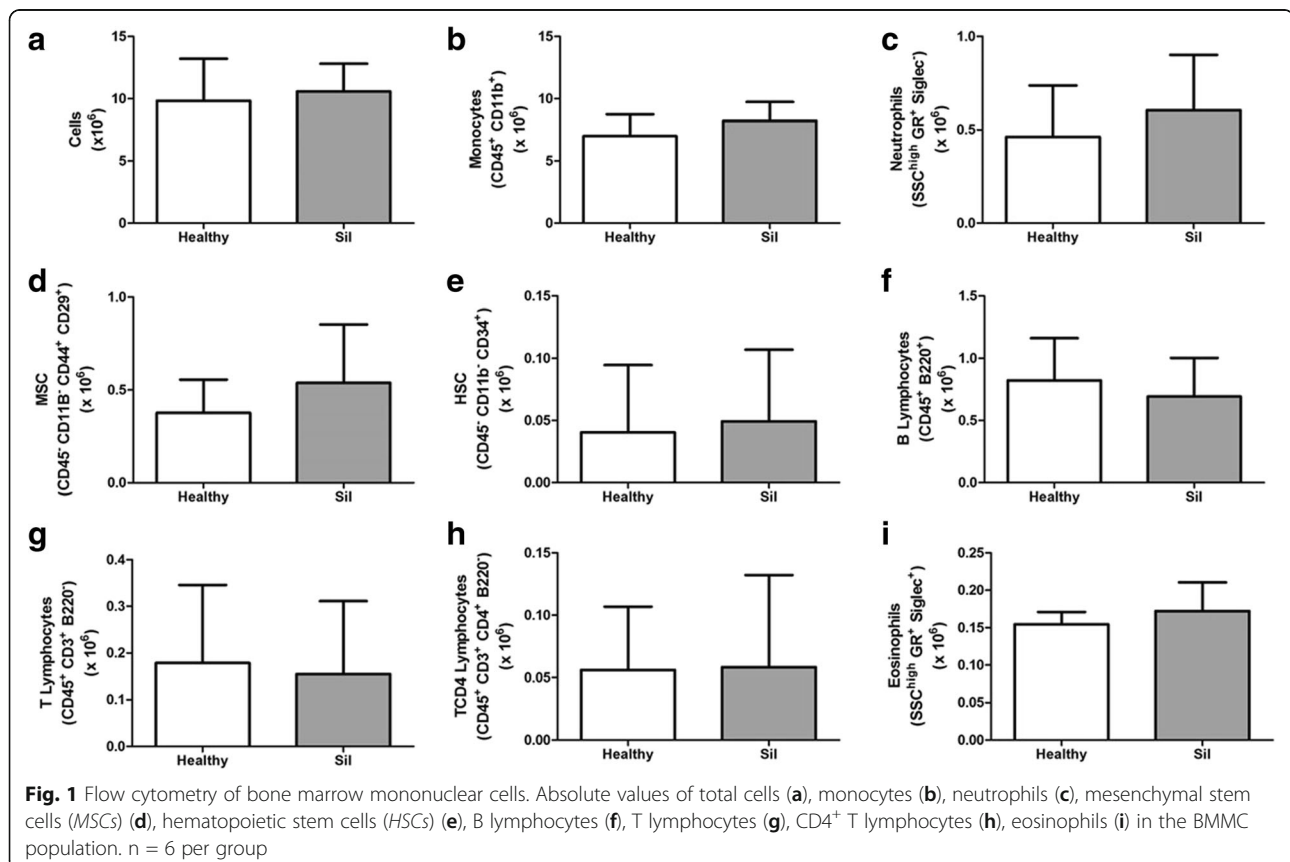 a
15
10
5
0
Cells
(x10⁶)
Healthy
Sil
b
15
10
5
0
Monocytes
(CD45⁺ CD11b⁺)
(x 10⁶)
Healthy
Sil
c
1.0
0.5
0.0
Neutrophils
(SSCʰⁱᵍʰ GR⁺ Siglec⁻)
(x 10⁶)
Healthy
Sil
d
1.0
0.5
0.0
MSC
(CD45⁻ CD11B⁻ CD44⁺ CD29⁺)
(x 10⁶)
Healthy
Sil
e
0.15
0.10
0.05
0.00
HSC
(CD45⁻ CD11b⁻ CD34⁺)
(x 10⁶)
Healthy
Sil
f
1.5
1.0
0.5
0.0
B Lymphocytes
(CD45⁺ B220⁺)
(x 10⁶)
Healthy
Sil
g
0.4
0.3
0.2
0.1
0.0
T Lymphocytes
(CD45⁺ CD3⁺ B220⁻)
(x 10⁶)
Healthy
Sil
h
0.15
0.10
0.05
0.00
TCD4 Lymphocytes
(CD45⁺ CD3⁺ CD4⁺ B220⁻)
(x 10⁶)
Healthy
Sil
i
0.25
0.20
0.15
0.10
0.05
0.00
Eosinophils
(SSCʰⁱᵍʰ GR⁺ Siglec⁺)
(x 10⁶)
Healthy
Sil
Fig. 1 Flow cytometry of bone marrow mononuclear cells. Absolute values of total cells (a), monocytes (b), neutrophils (c), mesenchymal stem
cells (MSCs) (d), hematopoietic stem cells (HSCs) (e), B lymphocytes (f), T lymphocytes (g), CD4⁺ T lymphocytes (h), eosinophils (i) in the BMMC
population. n = 6 per group